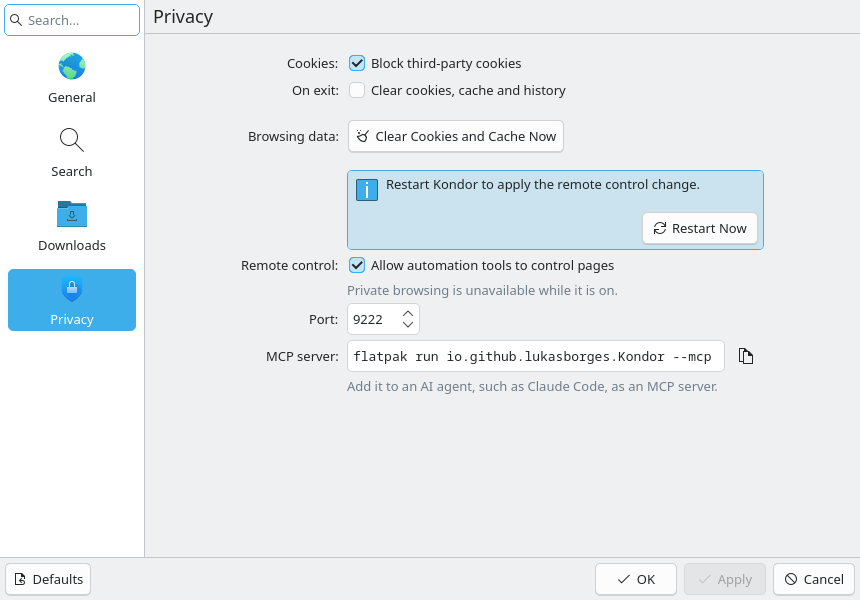 Search...
Privacy
General
Search
Downloads
Privacy
Cookies: Block third-party cookies
On exit: Clear cookies, cache and history
Browsing data: Clear Cookies and Cache Now
Restart Kondor to apply the remote control change.
Restart Now
Remote control: Allow automation tools to control pages
Private browsing is unavailable while it is on.
Port: 9222
MCP server: flatpak run io.github.lukasborges.Kondor --mcp
Add it to an AI agent, such as Claude Code, as an MCP server.
Defaults OK Apply Cancel